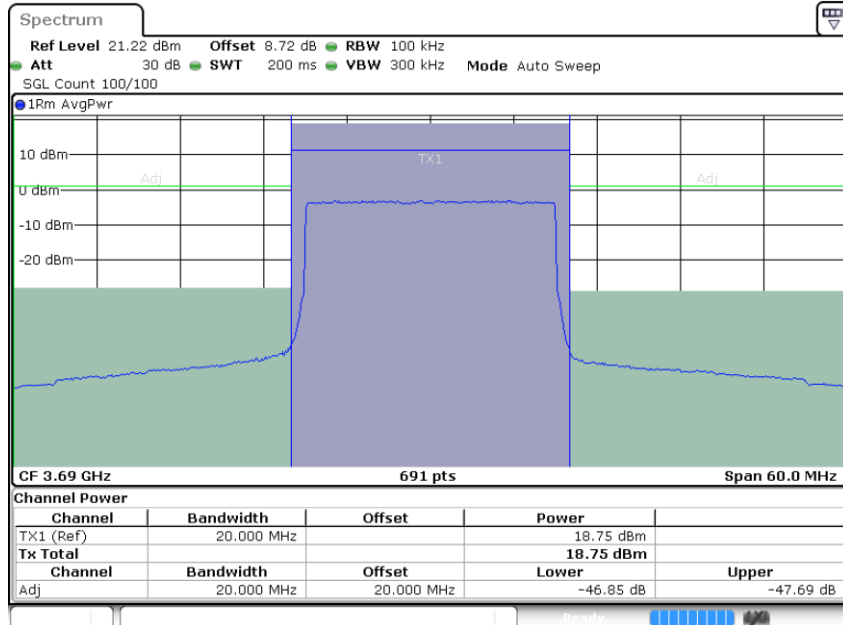 Spectrum
Ref Level 21.22 dBm Offset 8.72 dB RBW 100 kHz
Att 30 dB SWT 200 ms VBW 300 kHz Mode Auto Sweep
SGL Count 100/100
1Rm AvgPwr
10 dBm
TX1
Adj Adj
0 dBm
-10 dBm
-20 dBm
CF 3.69 GHz 691 pts Span 60.0 MHz
Channel Power
Channel Bandwidth Offset Power
TX1 (Ref) 20.000 MHz 18.75 dBm
Tx Total 18.75 dBm
Channel Bandwidth Offset Lower Upper
Adj 20.000 MHz 20.000 MHz -46.85 dB -47.69 dB
Ready